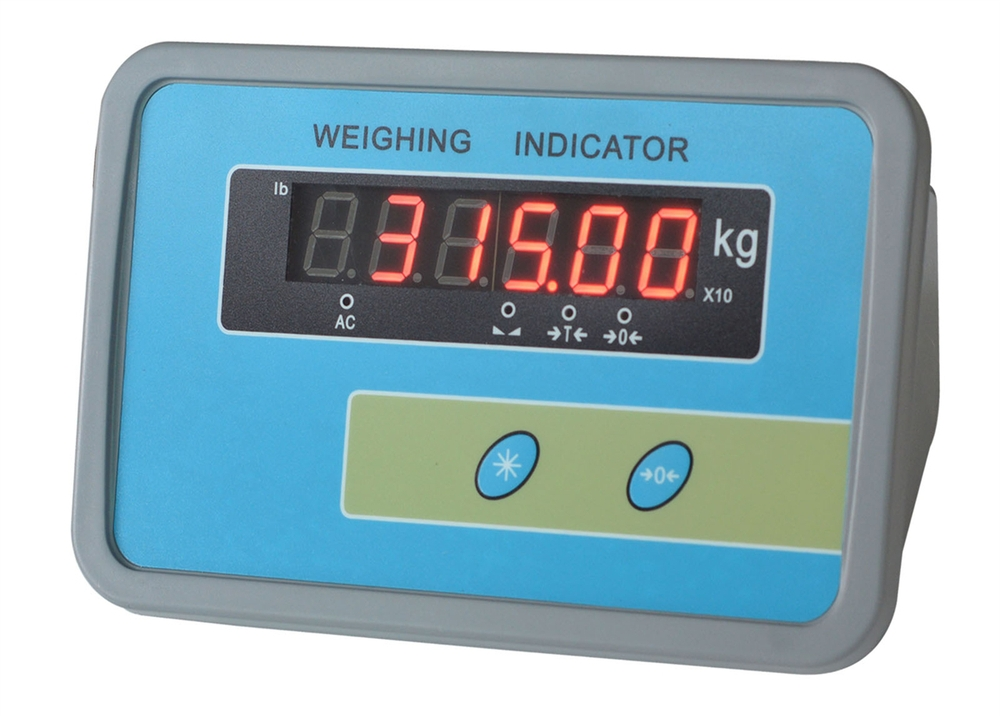 WEIGHING INDICATOR
lb
315.00 kg
X10
AC
→T← →0←
→0←